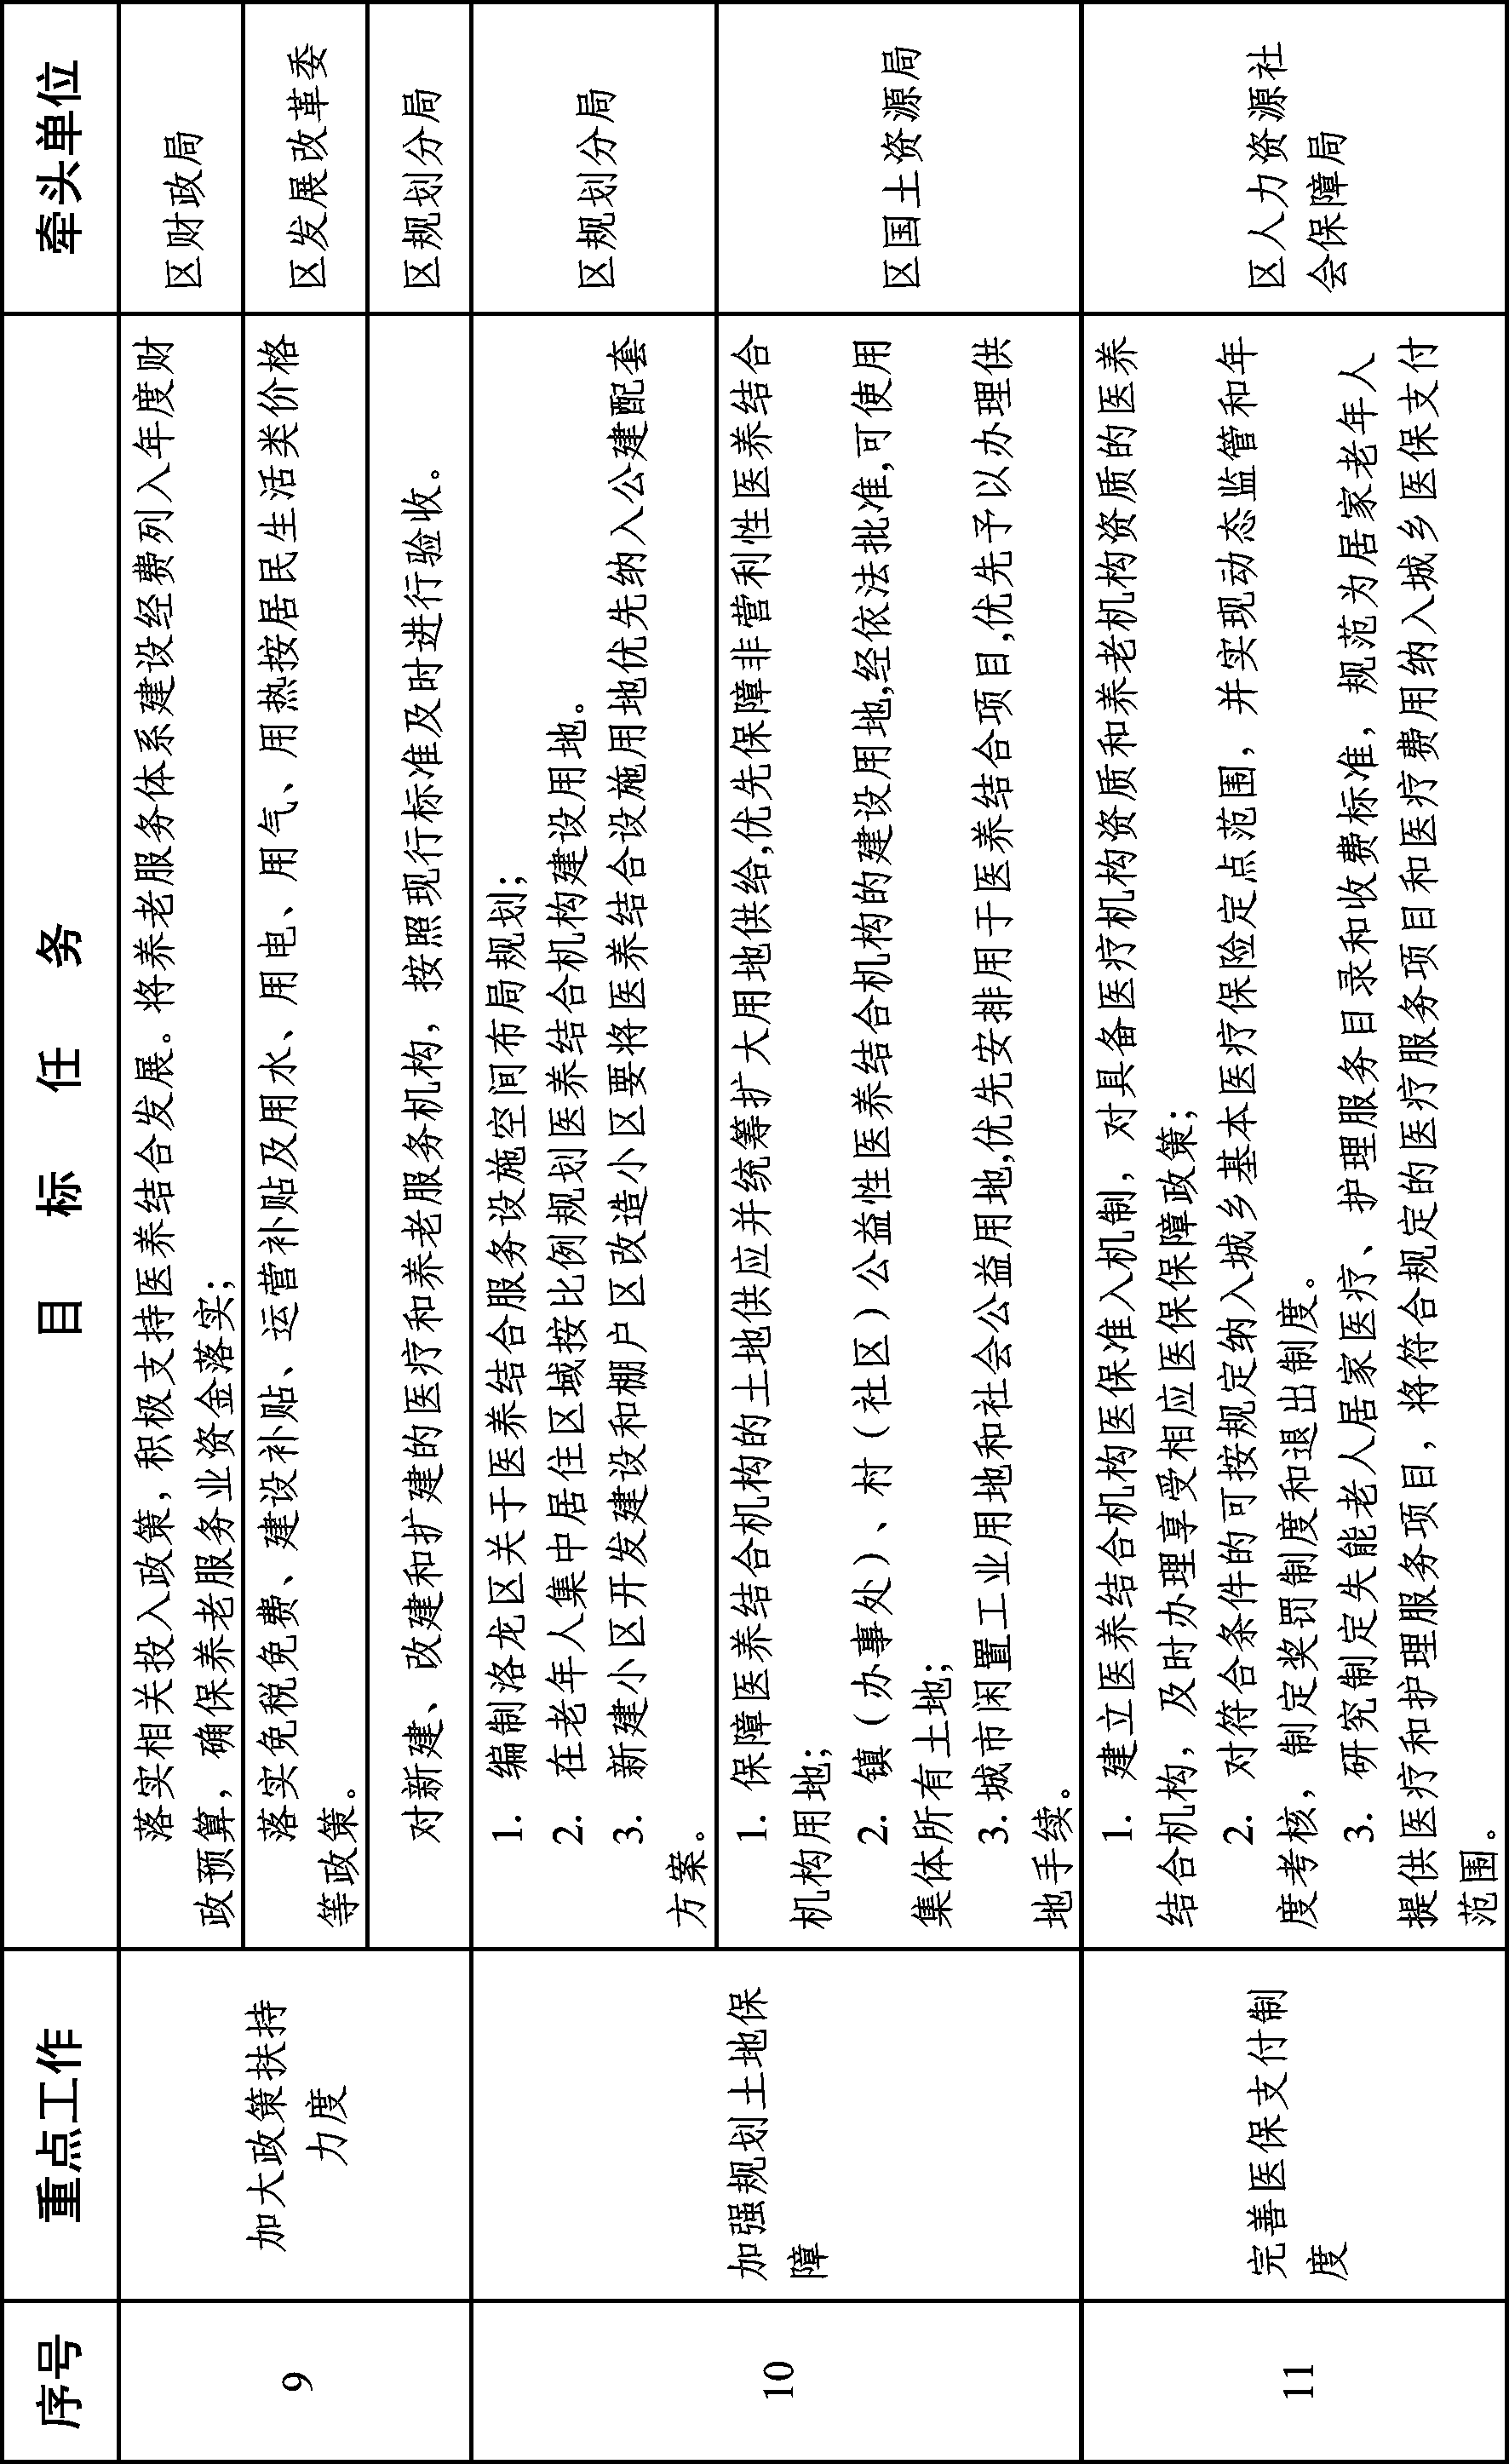 序号 重点工作 目标任务 牵头单位
9
加大政策扶持
力度
落实相关投入政策，积极支持医养结合发展。将养老服务体系建设经费列入年度财
政预算，确保养老服务业资金落实；
区财政局
落实免税免费、建设补贴、运营补贴及用水、用电、用气、用热按居民生活类价格
等政策。
区发展改革委
对新建、改建和扩建的医疗和养老服务机构，按照现行标准及时进行验收。
区规划分局
10
加强规划土地保
障
1. 编制洛龙区关于医养结合服务设施空间布局规划；
2. 在老年人集中居住区域按比例规划医养结合机构建设用地。
3. 新建小区开发建设和棚户区改造小区要将医养结合设施用地优先纳入公建配套
方案。
区规划分局
1. 保障医养结合机构的土地供应并统筹扩大用地供给,优先保障非营利性医养结合
机构用地；
2. 镇（办事处）、村（社区）公益性医养结合机构的建设用地,经依法批准,可使用
集体所有土地；
3.城市闲置工业用地和社会公益用地,优先安排用于医养结合项目,优先予以办理供
地手续。
区国土资源局
11
完善医保支付制
度
1. 建立医养结合机构医保准入机制，对具备医疗机构资质和养老机构资质的医养
结合机构，及时办理享受相应医保保障政策；
2. 对符合条件的可按规定纳入城乡基本医疗保险定点范围，并实现动态监管和年
度考核，制定奖罚制度和退出制度。
3. 研究制定失能老人居家医疗、护理服务目录和收费标准，规范为居家老年人
提供医疗和护理服务项目，将符合规定的医疗服务项目和医疗费用纳入城乡医保支付
范围。
区人力资源社
会保障局